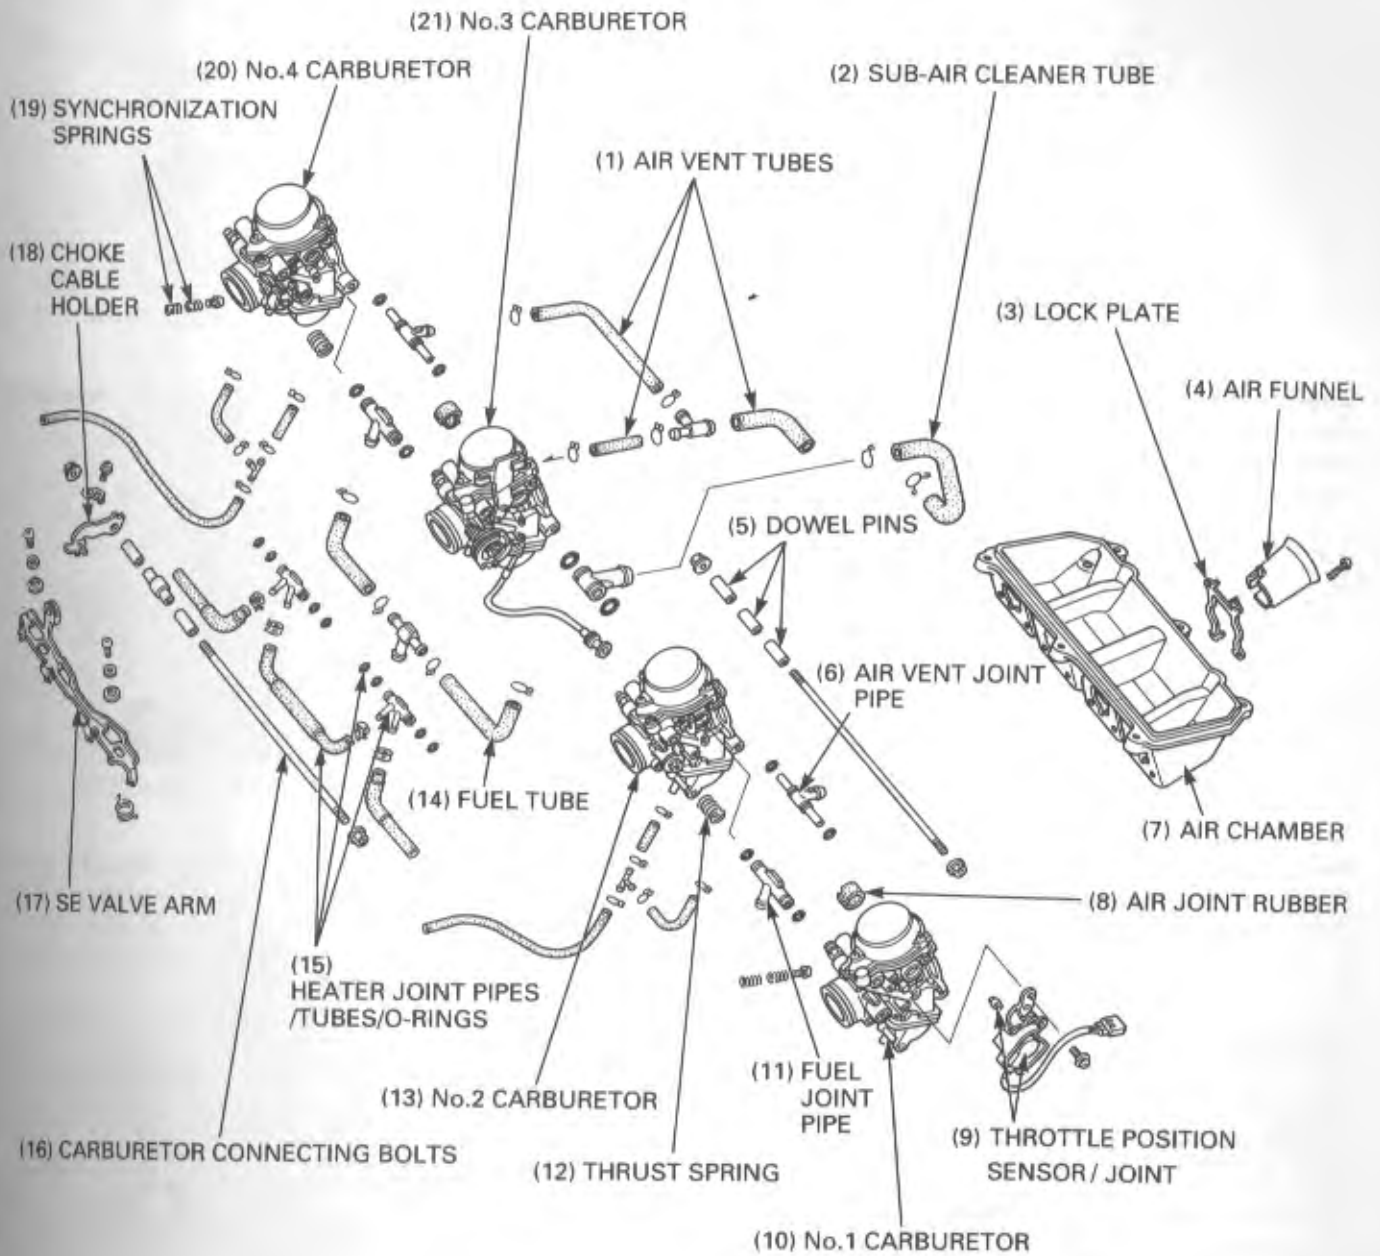 (21) No.3 CARBURETOR
(20) No.4 CARBURETOR
(2) SUB-AIR CLEANER TUBE
(19) SYNCHRONIZATION
SPRINGS
(1) AIR VENT TUBES
(18) CHOKE
CABLE
HOLDER
(3) LOCK PLATE
(4) AIR FUNNEL
(5) DOWEL PINS
(6) AIR VENT JOINT
PIPE
(14) FUEL TUBE
(7) AIR CHAMBER
(17) SE VALVE ARM
(8) AIR JOINT RUBBER
(15)
HEATER JOINT PIPES
/TUBES/O-RINGS
(13) No.2 CARBURETOR
(11) FUEL
JOINT
PIPE
(9) THROTTLE POSITION
SENSOR / JOINT
(16) CARBURETOR CONNECTING BOLTS
(12) THRUST SPRING
(10) No.1 CARBURETOR